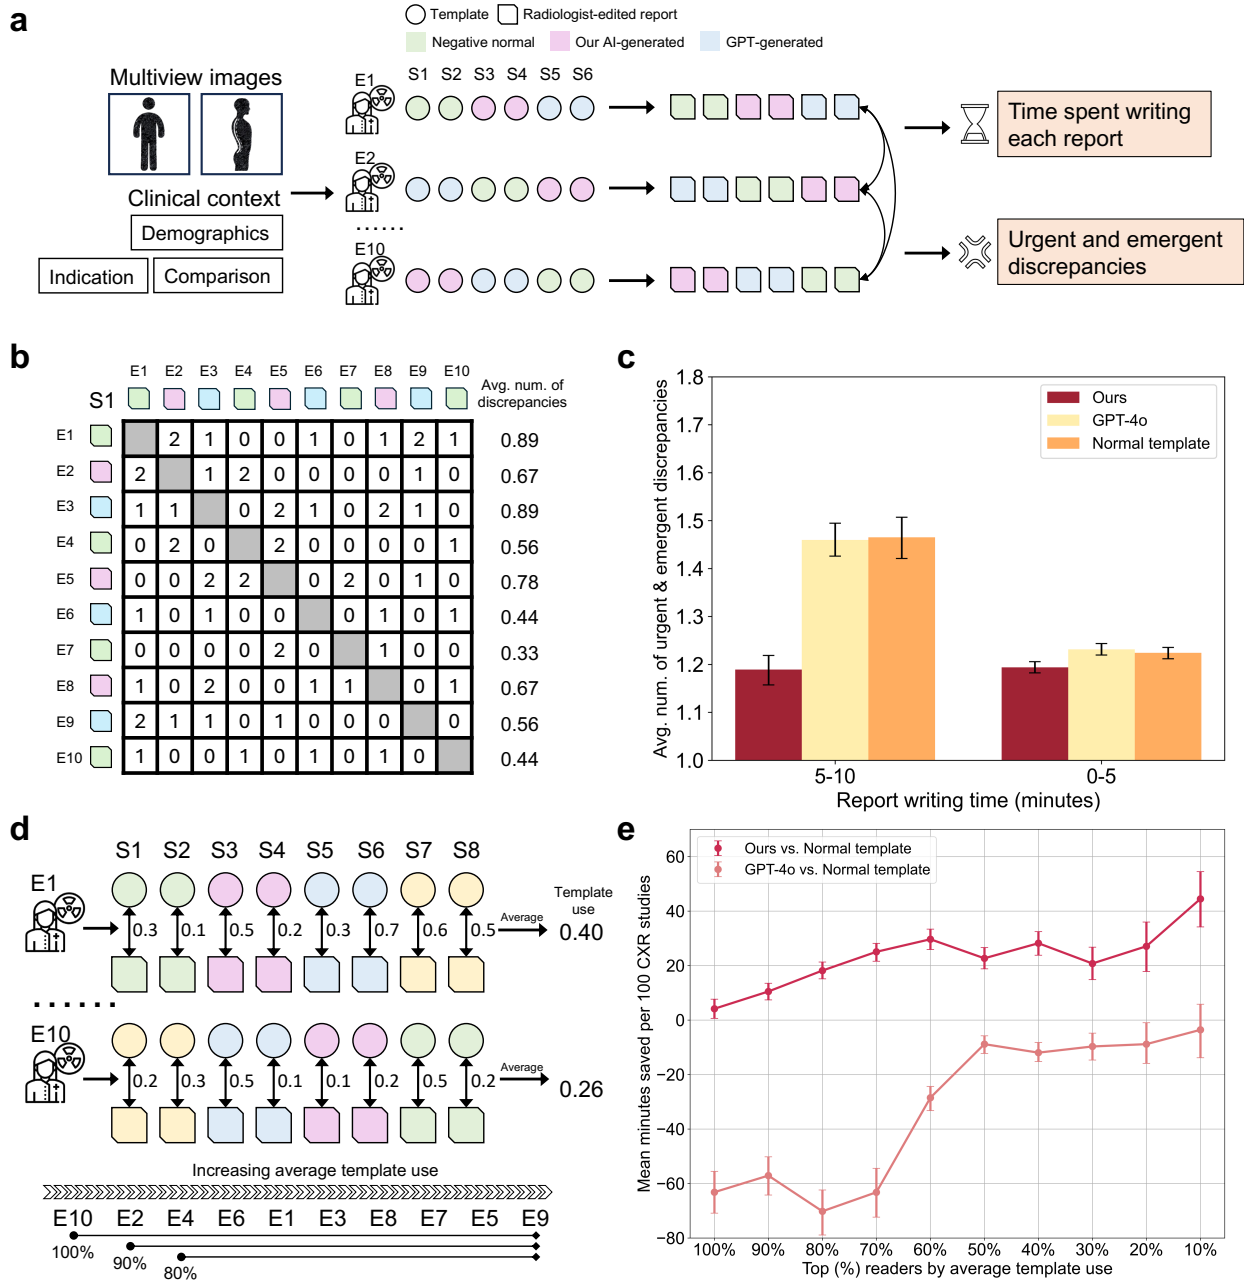 a
Template
Radiologist-edited report
Negative normal
Our AI-generated
GPT-generated
Multiview images
Clinical context
Demographics
Indication
Comparison
E1
S1 S2 S3 S4 S5 S6
E2
......
E10
Time spent writing
each report
Urgent and emergent
discrepancies
b
E1 E2 E3 E4 E5 E6 E7 E8 E9 E10
Avg. num. of
discrepancies
S1
E1 2 1 0 0 1 0 1 2 1 0.89
E2 2 1 2 0 0 0 0 1 0 0.67
E3 1 1 0 2 1 0 2 1 0 0.89
E4 0 2 0 2 0 0 0 0 1 0.56
E5 0 0 2 2 0 2 0 1 0 0.78
E6 1 0 1 0 0 0 1 0 1 0.44
E7 0 0 0 0 2 0 1 0 0 0.33
E8 1 0 2 0 0 1 1 0 1 0.67
E9 2 1 1 0 1 0 0 0 0 0.56
E10 1 0 0 1 0 1 0 1 0 0.44
c
Avg. num. of urgent & emergent discrepancies
1.8
1.7
1.6
1.5
1.4
1.3
1.2
1.1
1.0
Ours
GPT-4o
Normal template
5-10
0-5
Report writing time (minutes)
d
S1 S2 S3 S4 S5 S6 S7 S8
E1
0.3 0.1 0.5 0.2 0.3 0.7 0.6 0.5
Average
Template
use
0.40
......
E10
0.2 0.3 0.5 0.1 0.1 0.2 0.5 0.2
Average
0.26
Increasing average template use
E10 E2 E4 E6 E1 E3 E8 E7 E5 E9
100%
90%
80%
e
Mean minutes saved per 100 CXR studies
Ours vs. Normal template
GPT-4o vs. Normal template
60
40
20
0
−20
−40
−60
−80
100% 90% 80% 70% 60% 50% 40% 30% 20% 10%
Top (%) readers by average template use